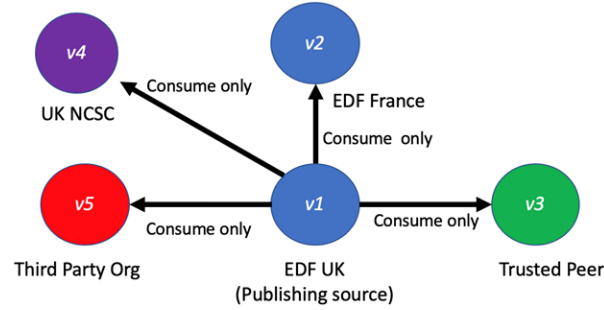 v4
v2
Consume only
UK NCSC
EDF France
Consume only
v5
v1
v3
Consume only
Consume only
Third Party Org
EDF UK
(Publishing source)
Trusted Peer